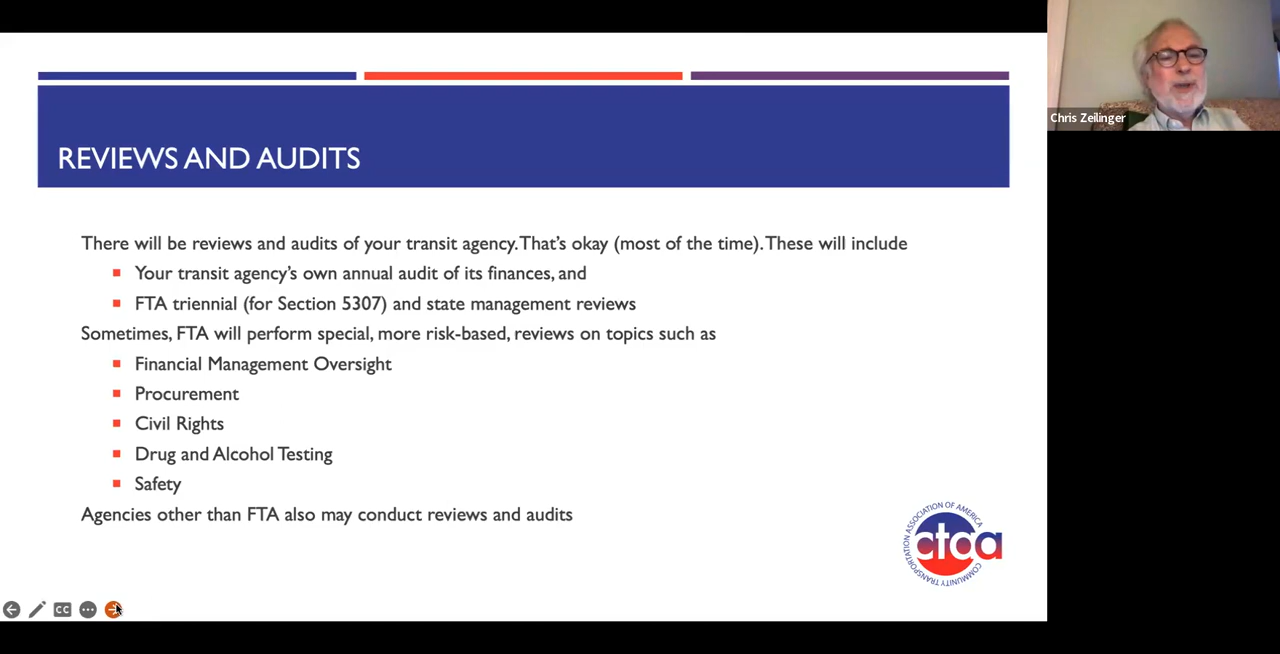 REVIEWS AND AUDITS
Chris Zeilinger
There will be reviews and audits of your transit agency. That's okay (most of the time). These will include
Your transit agency's own annual audit of its finances, and
FTA triennial (for Section 5307) and state management reviews
Sometimes, FTA will perform special, more risk-based, reviews on topics such as
Financial Management Oversight
Procurement
Civil Rights
Drug and Alcohol Testing
Safety
Agencies other than FTA also may conduct reviews and audits
COMMUNITY TRANSPORTATION ASSOCIATION OF AMERICA
ctaa
CC